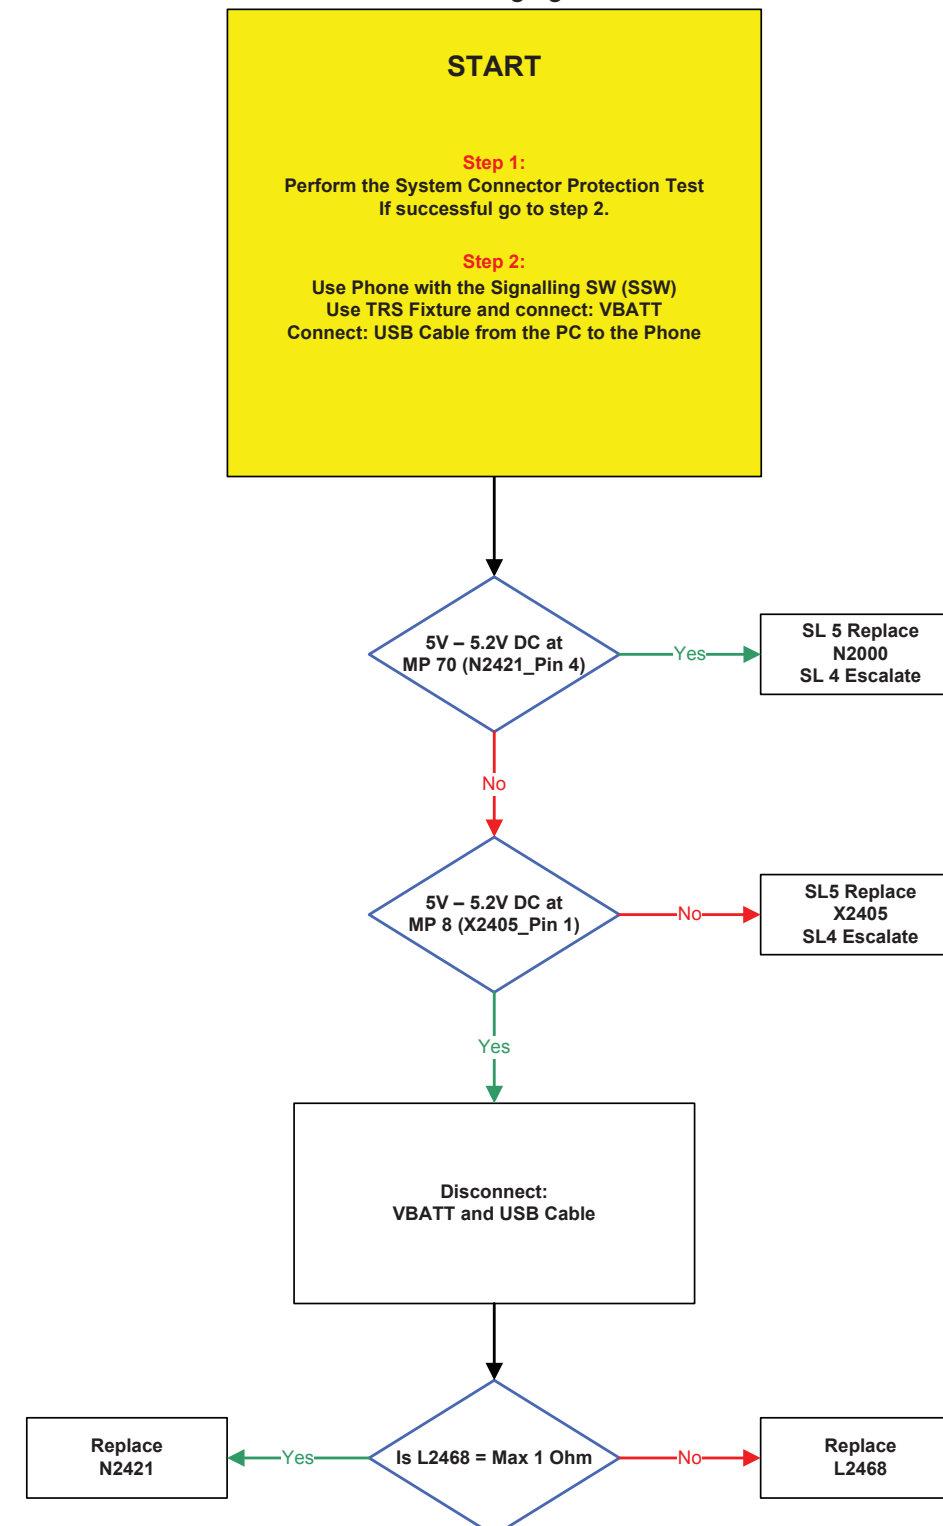 START
Step 1:
Perform the System Connector Protection Test
If successful go to step 2.
Step 2:
Use Phone with the Signalling SW (SSW)
Use TRS Fixture and connect: VBATT
Connect: USB Cable from the PC to the Phone
5V – 5.2V DC at
MP 70 (N2421_Pin 4)
Yes
SL 5 Replace
N2000
SL 4 Escalate
No
5V – 5.2V DC at
MP 8 (X2405_Pin 1)
No
SL5 Replace
X2405
SL4 Escalate
Yes
Disconnect:
VBATT and USB Cable
Replace
N2421
Yes
Is L2468 = Max 1 Ohm
No
Replace
L2468